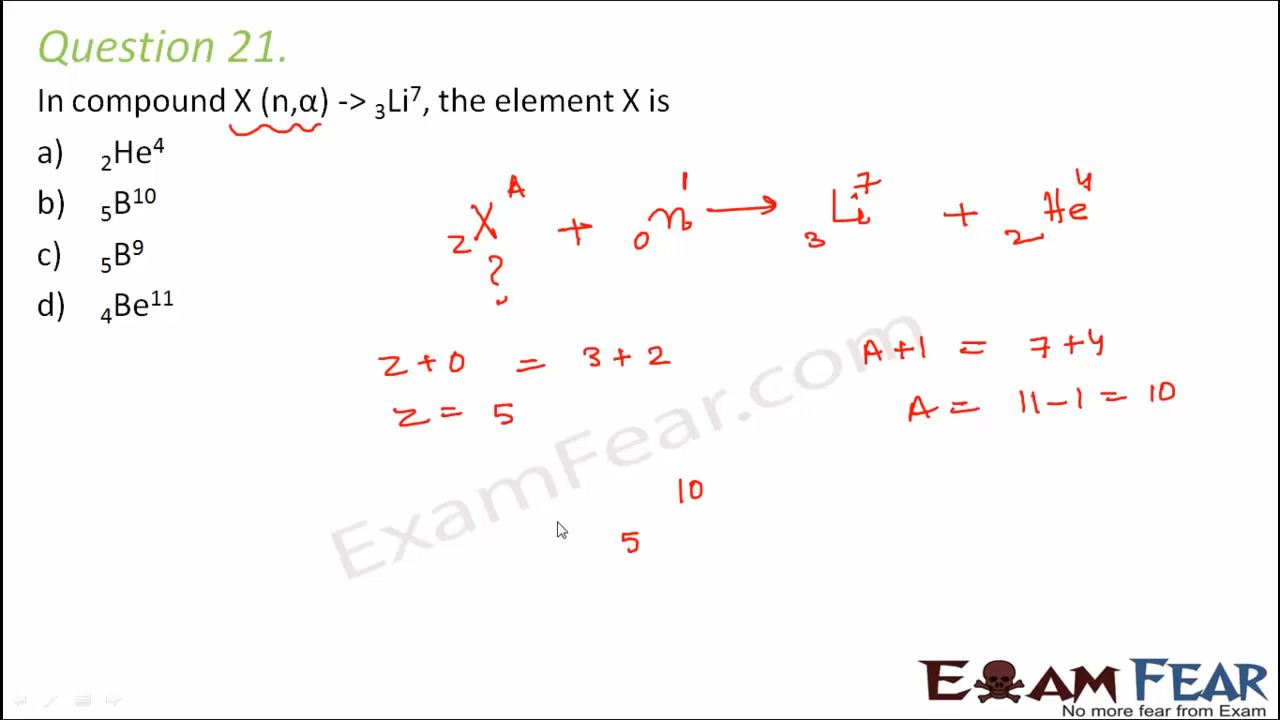 Question 21.
In compound X (n,α) -> ₃Li⁷, the element X is
a) ₂He⁴
b) ₅B¹⁰
c) ₅B⁹
d) ₄Be¹¹
zXᴬ + ₀n¹ → ₃Li⁷ + ₂He⁴
?
z + 0 = 3 + 2
A + 1 = 7 + 4
z = 5
A = 11 - 1 = 10
10
5
ExamFear.com
EXAM FEAR
No more fear from Exam